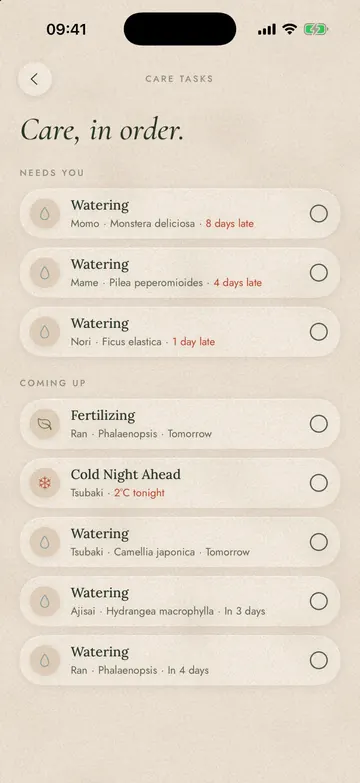 09:41
CARE TASKS
Care, in order.
NEEDS YOU
Watering
Momo · Monstera deliciosa · 8 days late
Watering
Mame · Pilea peperomioides · 4 days late
Watering
Nori · Ficus elastica · 1 day late
COMING UP
Fertilizing
Ran · Phalaenopsis · Tomorrow
Cold Night Ahead
Tsubaki · 2°C tonight
Watering
Tsubaki · Camellia japonica · Tomorrow
Watering
Ajisai · Hydrangea macrophylla · In 3 days
Watering
Ran · Phalaenopsis · In 4 days